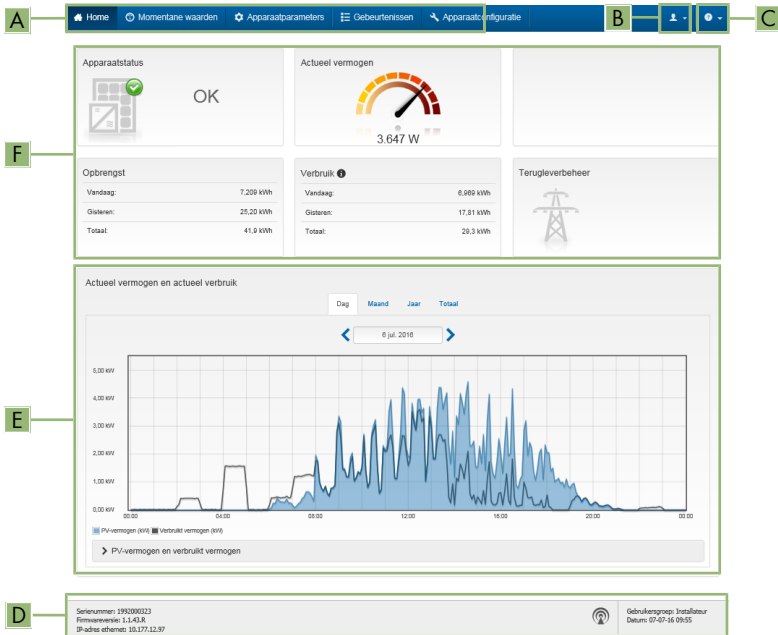 A
Home Momentane waarden Apparaatparameters Gebeurtenissen Apparaatconfiguratie
B
C
Apparaatstatus
OK
Actueel vermogen
3.647 W
F
Opbrengst
Vandaag: 7,209 kWh
Gisteren: 25,20 kWh
Totaal: 41,9 kWh
Verbruik
Vandaag: 6,969 kWh
Gisteren: 17,81 kWh
Totaal: 29,3 kWh
Terugleverbeheer
Actueel vermogen en actueel verbruik
Dag Maand Jaar Totaal
6 jul. 2016
E
5,00 kW
4,00 kW
3,00 kW
2,00 kW
1,00 kW
0,00 kW
00:00 04:00 08:00 12:00 16:00 20:00 00:00
PV-vermogen (kW) Verbruikt vermogen (kW)
PV-vermogen en verbruikt vermogen
D
Serienummer: 1992000323
Firmwareversie: 1.1.43.R
IP-adres ethernet: 10.177.12.97
Gebruikersgroep: Installateur
Datum: 07-07-16 09:55